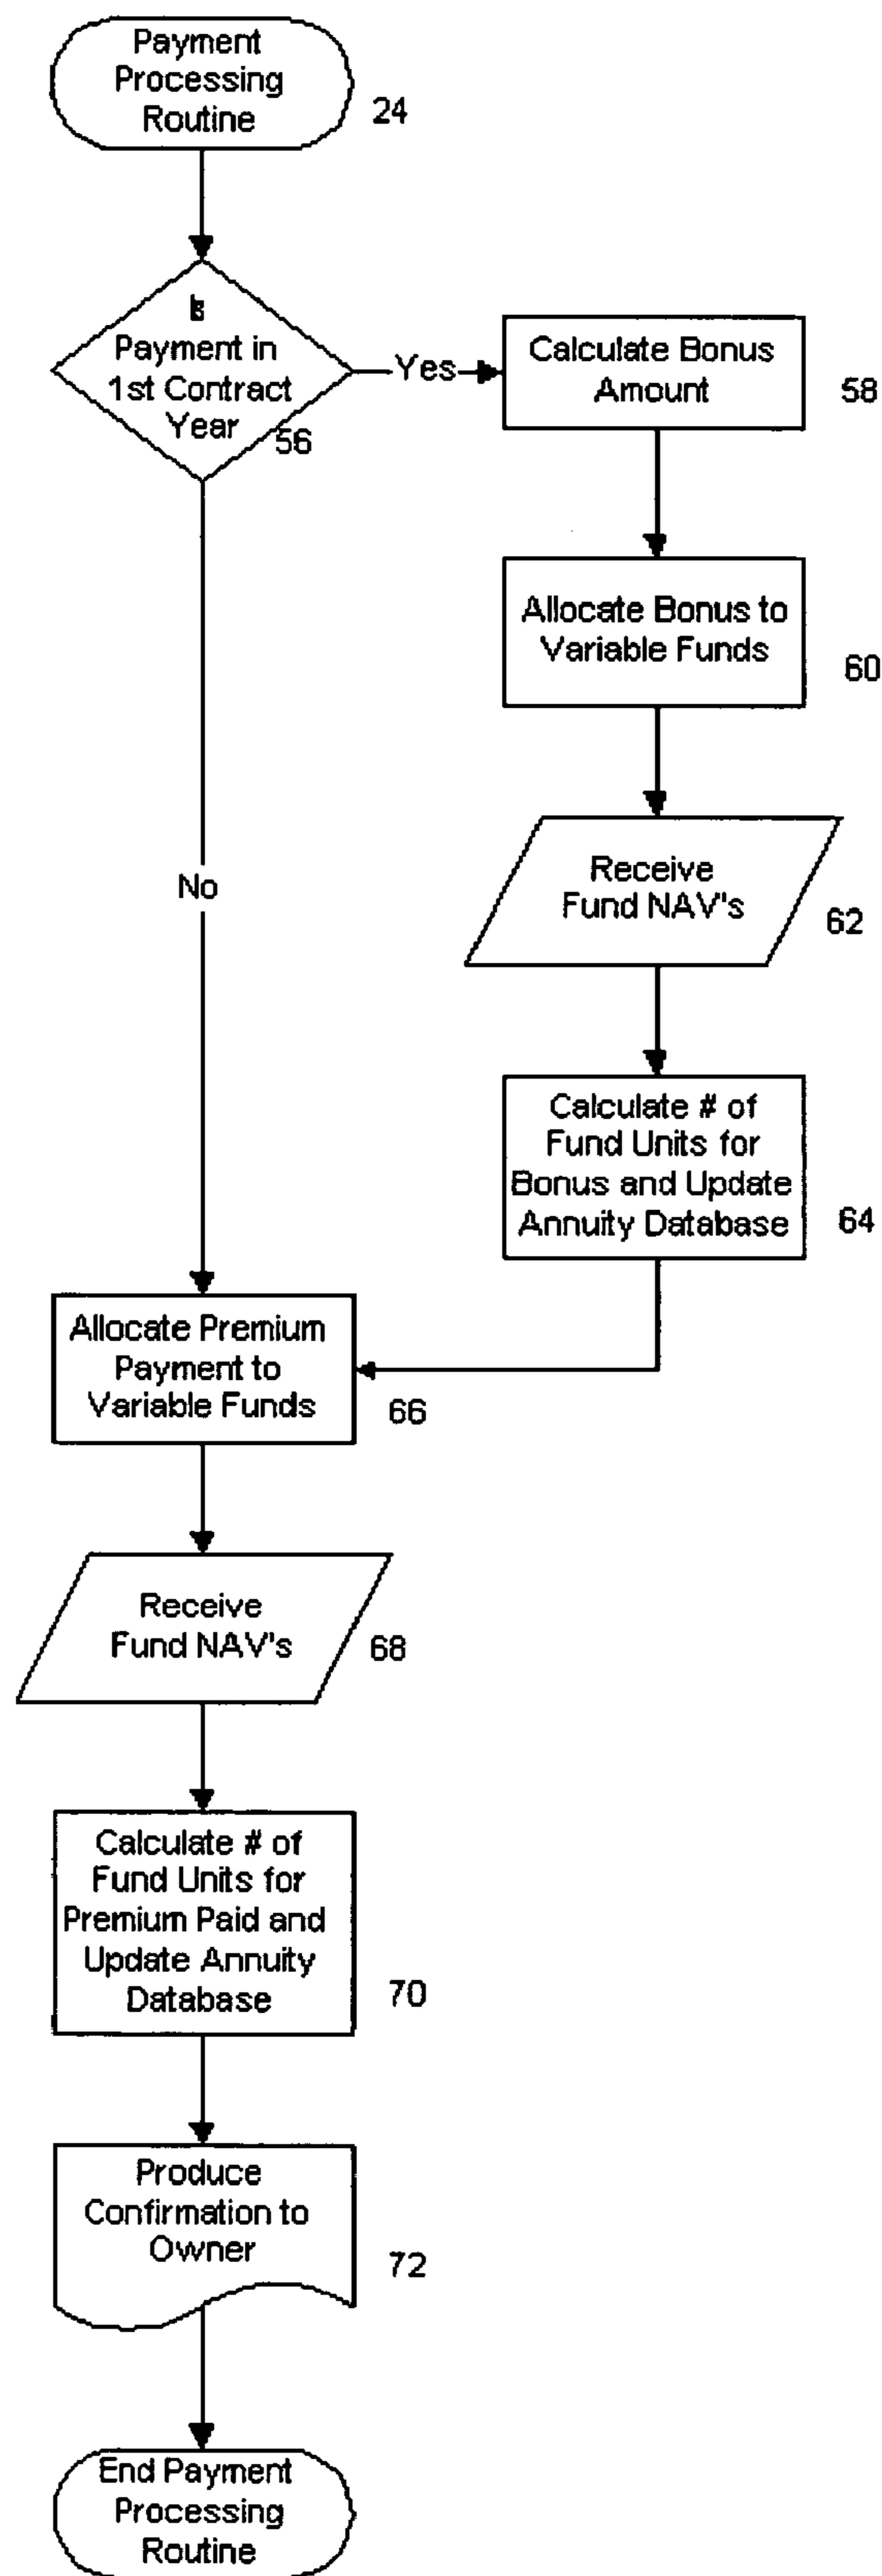 Payment
Processing
Routine
24
Is
Payment in
1st Contract
Year
56
Yes
Calculate Bonus
Amount
58
Allocate Bonus to
Variable Funds
60
Receive
Fund NAV's
62
Calculate # of
Fund Units for
Bonus and Update
Annuity Database
64
No
Allocate Premium
Payment to
Variable Funds
66
Receive
Fund NAV's
68
Calculate # of
Fund Units for
Premium Paid and
Update Annuity
Database
70
Produce
Confirmation to
Owner
72
End Payment
Processing
Routine